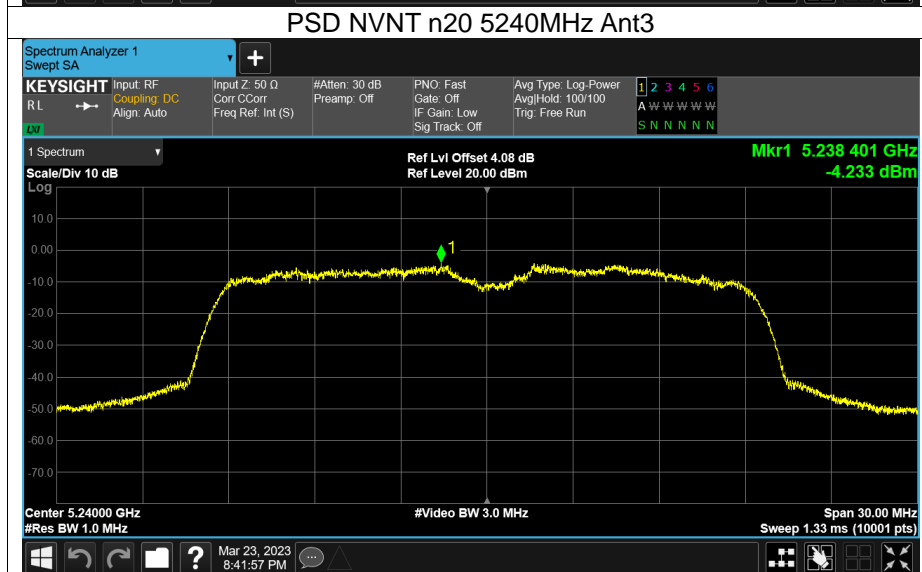 PSD NVNT n20 5240MHz Ant3
Spectrum Analyzer 1
Swept SA
+
KEYSIGHT Input: RF Input Z: 50 Ω #Atten: 30 dB PNO: Fast Avg Type: Log-Power 1 2 3 4 5 6
R L Coupling: DC Corr CCorr Preamp: Off Gate: Off Avg|Hold: 100/100 A W W W W W
Align: Auto Freq Ref: Int (S) IF Gain: Low Trig: Free Run
LXI Sig Track: Off S N N N N N
1 Spectrum Ref Lvl Offset 4.08 dB Mkr1 5.238 401 GHz
Scale/Div 10 dB Ref Level 20.00 dBm -4.233 dBm
Log
10.0
0.00
1
-10.0
-20.0
-30.0
-40.0
-50.0
-60.0
-70.0
Center 5.24000 GHz #Video BW 3.0 MHz Span 30.00 MHz
#Res BW 1.0 MHz Sweep 1.33 ms (10001 pts)
? Mar 23, 2023
8:41:57 PM